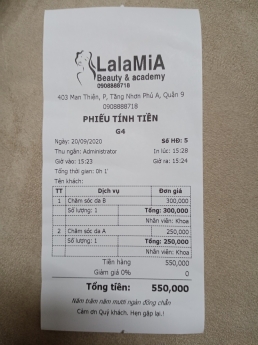 LalaMiA
Beauty & academy
0908888718
403 Man Thiện, P, Tăng Nhơn Phú A, Quận 9
0908888718
PHIẾU TÍNH TIỀN
G4
Ngày: 20/09/2020 Số HĐ: 5
Thu ngân: Administrator In lúc: 15:28
Giờ vào: 15:23 Giờ ra: 15:24
Tổng thời gian: 0h 1'
Tên khách:
TT Dịch vụ Đơn giá
1 Chăm sóc da B 300,000
Số lượng: 1 Tổng: 300,000
Nhân viên: Khoa
2 Chăm sóc da A 250,000
Số lượng: 1 Tổng: 250,000
Nhân viên: Khoa
Tiền hàng 550,000
Giảm giá 0% 0
Tổng tiền: 550,000
Năm trăm năm mươi ngàn đồng chẵn
Cảm ơn Quý khách. Hẹn gặp lại.!